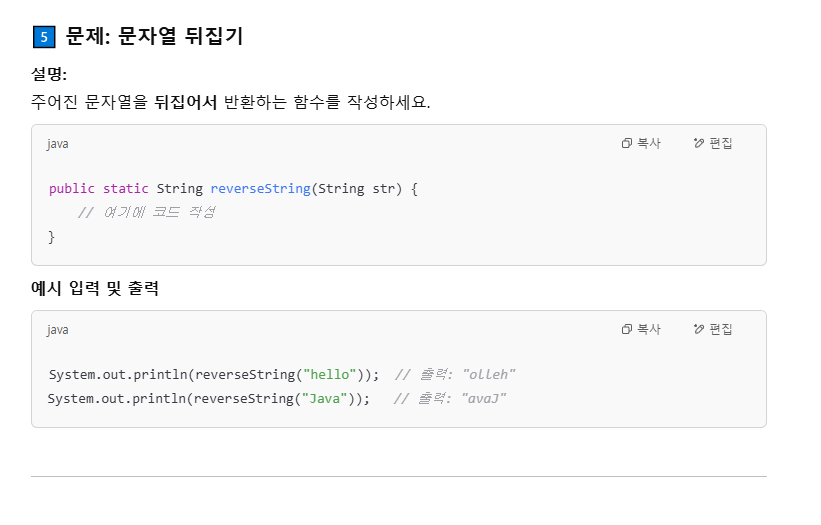 5 문제: 문자열 뒤집기
설명:
주어진 문자열을 뒤집어서 반환하는 함수를 작성하세요.
java 복사 편집
public static String reverseString(String str) {
// 여기에 코드 작성
}
예시 입력 및 출력
java 복사 편집
System.out.println(reverseString("hello")); // 출력: "olleh"
System.out.println(reverseString("Java")); // 출력: "avaJ"